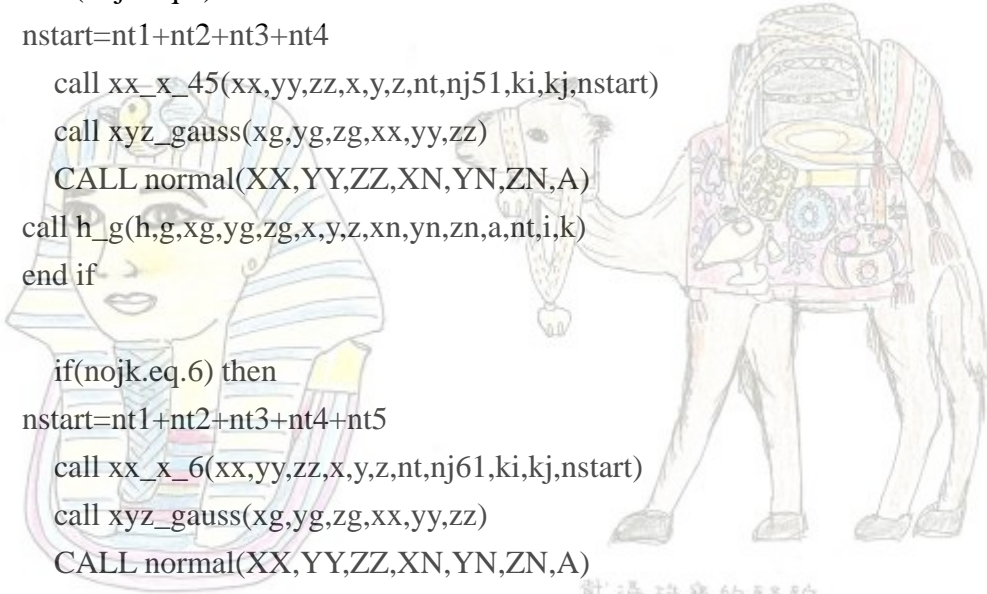 nstart=nt1+nt2+nt3+nt4
call xx_x_45(xx,yy,zz,x,y,z,nt,nj51,ki,kj,nstart)
call xyz_gauss(xg,yg,zg,xx,yy,zz)
CALL normal(XX,YY,ZZ,XN,YN,ZN,A)
call h_g(h,g,xg,yg,zg,x,y,z,xn,yn,zn,a,nt,i,k)
end if
if(nojk.eq.6) then
nstart=nt1+nt2+nt3+nt4+nt5
call xx_x_6(xx,yy,zz,x,y,z,nt,nj61,ki,kj,nstart)
call xyz_gauss(xg,yg,zg,xx,yy,zz)
CALL normal(XX,YY,ZZ,XN,YN,ZN,A)